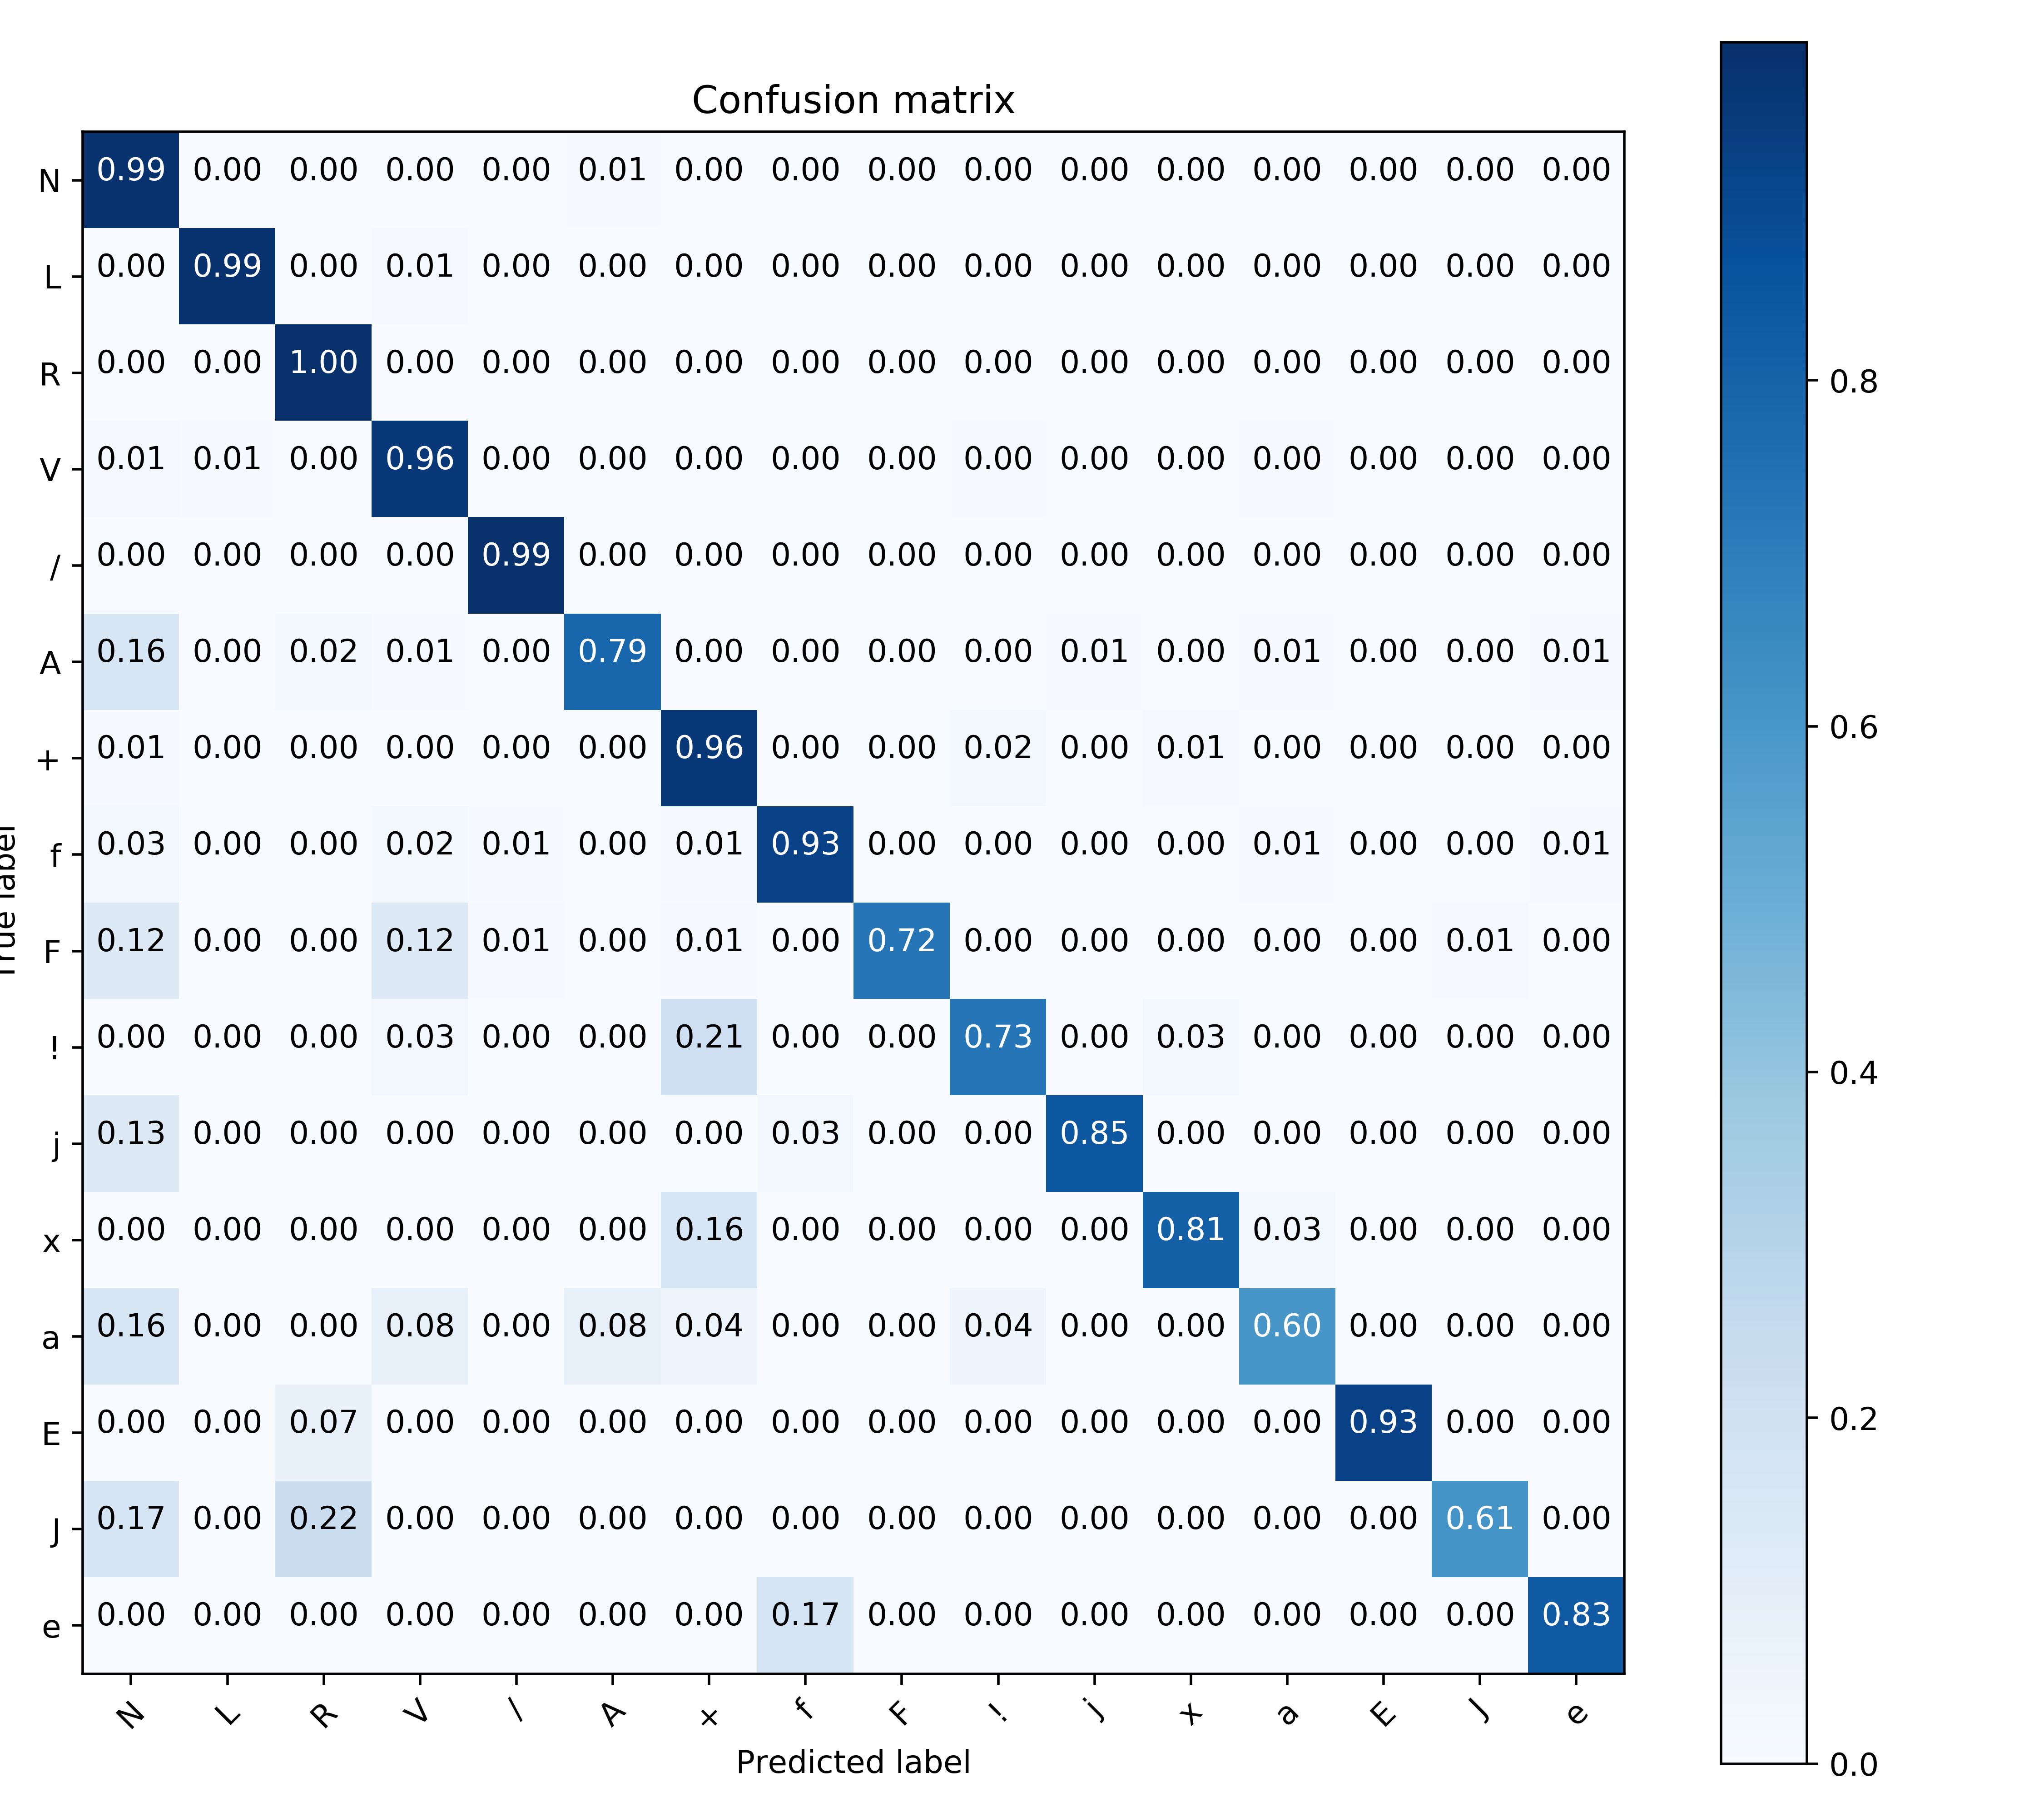 Confusion matrix
N 0.99 0.00 0.00 0.00 0.00 0.01 0.00 0.00 0.00 0.00 0.00 0.00 0.00 0.00 0.00 0.00
L 0.00 0.99 0.00 0.01 0.00 0.00 0.00 0.00 0.00 0.00 0.00 0.00 0.00 0.00 0.00 0.00
R 0.00 0.00 1.00 0.00 0.00 0.00 0.00 0.00 0.00 0.00 0.00 0.00 0.00 0.00 0.00 0.00
V 0.01 0.01 0.00 0.96 0.00 0.00 0.00 0.00 0.00 0.00 0.00 0.00 0.00 0.00 0.00 0.00
/ 0.00 0.00 0.00 0.00 0.99 0.00 0.00 0.00 0.00 0.00 0.00 0.00 0.00 0.00 0.00 0.00
A 0.16 0.00 0.02 0.01 0.00 0.79 0.00 0.00 0.00 0.00 0.01 0.00 0.01 0.00 0.00 0.01
+ 0.01 0.00 0.00 0.00 0.00 0.00 0.96 0.00 0.00 0.02 0.00 0.01 0.00 0.00 0.00 0.00
f 0.03 0.00 0.00 0.02 0.01 0.00 0.01 0.93 0.00 0.00 0.00 0.00 0.01 0.00 0.00 0.01
F 0.12 0.00 0.00 0.12 0.01 0.00 0.01 0.00 0.72 0.00 0.00 0.00 0.00 0.00 0.01 0.00
! 0.00 0.00 0.00 0.03 0.00 0.00 0.21 0.00 0.00 0.73 0.00 0.03 0.00 0.00 0.00 0.00
j 0.13 0.00 0.00 0.00 0.00 0.00 0.00 0.03 0.00 0.00 0.85 0.00 0.00 0.00 0.00 0.00
x 0.00 0.00 0.00 0.00 0.00 0.00 0.16 0.00 0.00 0.00 0.00 0.81 0.03 0.00 0.00 0.00
a 0.16 0.00 0.00 0.08 0.00 0.08 0.04 0.00 0.00 0.04 0.00 0.00 0.60 0.00 0.00 0.00
E 0.00 0.00 0.07 0.00 0.00 0.00 0.00 0.00 0.00 0.00 0.00 0.00 0.00 0.93 0.00 0.00
J 0.17 0.00 0.22 0.00 0.00 0.00 0.00 0.00 0.00 0.00 0.00 0.00 0.00 0.00 0.61 0.00
e 0.00 0.00 0.00 0.00 0.00 0.00 0.00 0.17 0.00 0.00 0.00 0.00 0.00 0.00 0.00 0.83
N L R V / A + f F ! j x a E J e
Predicted label
True label
0.8
0.6
0.4
0.2
0.0